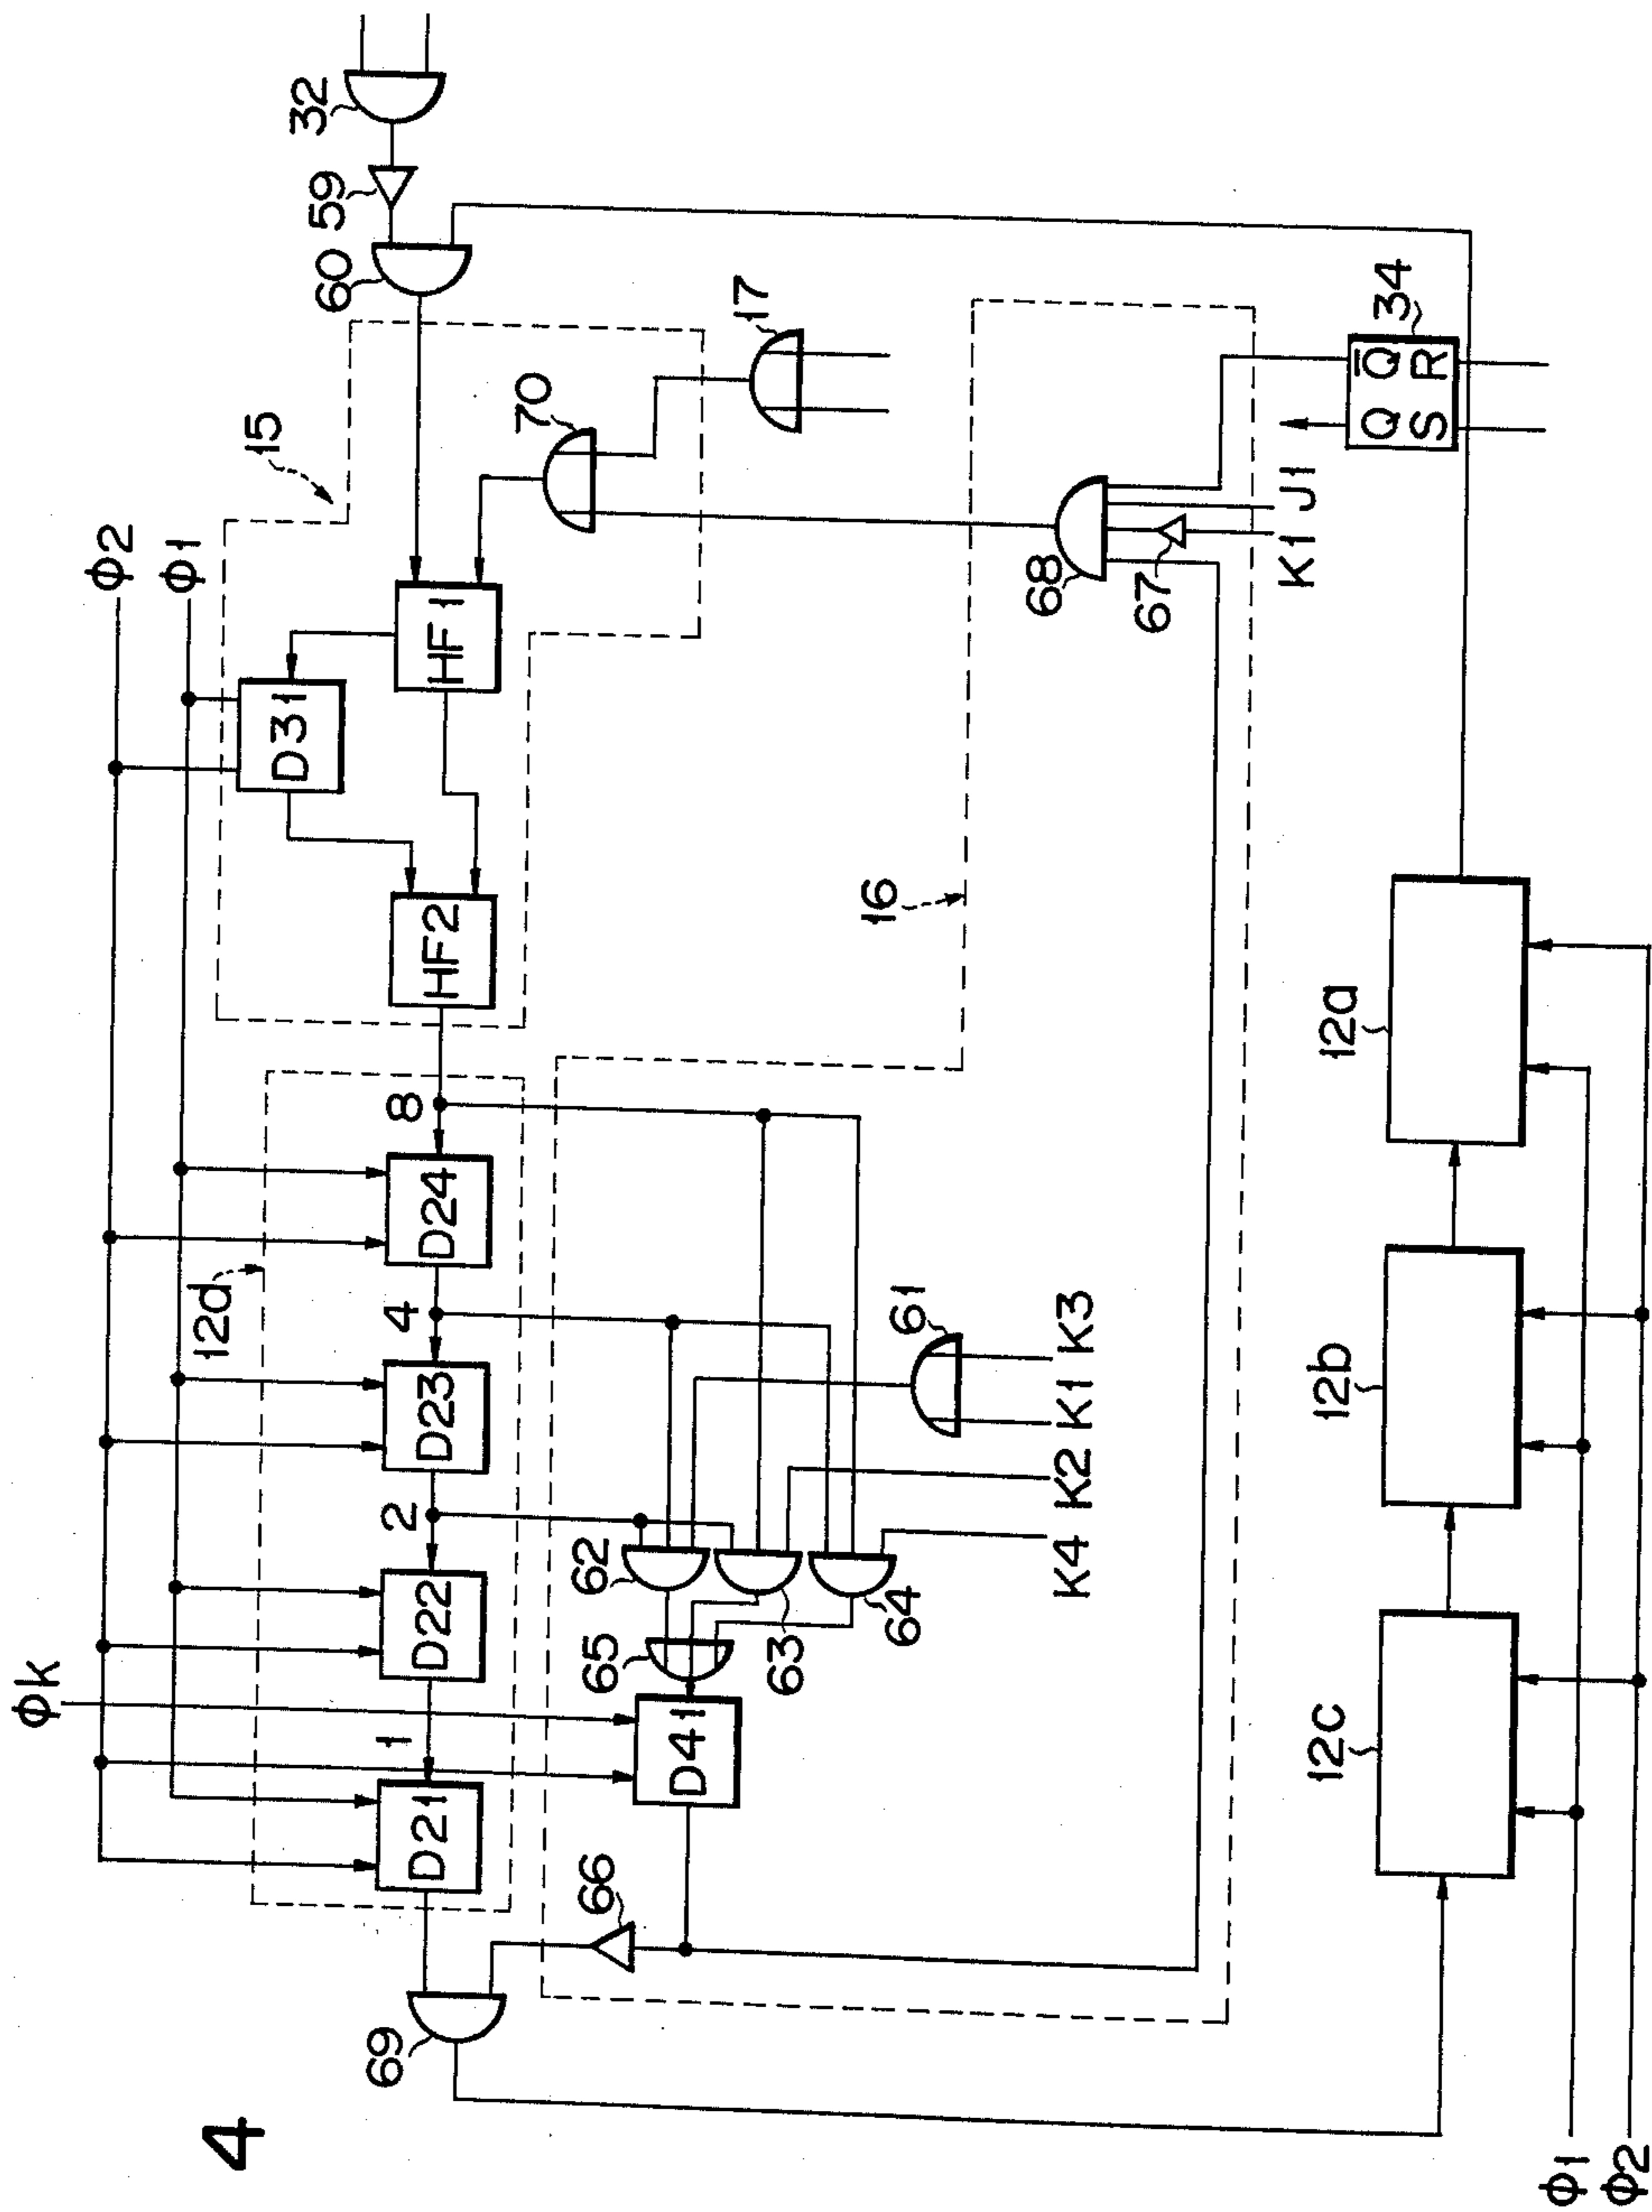 4
ϕk
ϕ2
ϕ1
15
12d
1
2
4
8
D21
D22
D23
D24
HF2
D31
HF1
60
59
32
70
17
69
66
D41
65
62
63
64
61
K4
K2
K1
K3
16
68
67
K1
J1
Q
Q̅
S
R
34
12c
12b
12a
ϕ1
ϕ2